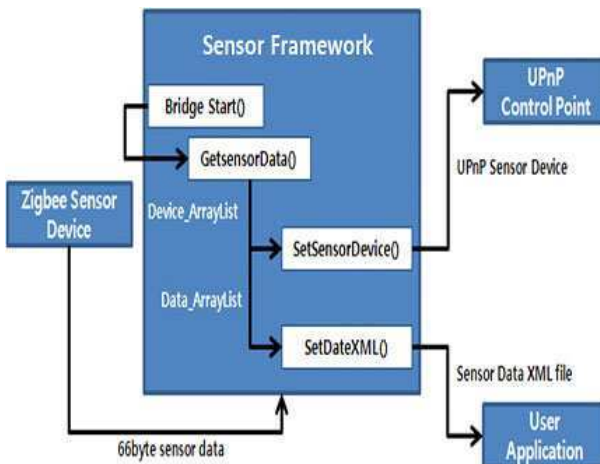 Sensor Framework
Bridge Start()
GetsensorData()
Device_ArrayList
SetSensorDevice()
Data_ArrayList
SetDateXML()
Zigbee Sensor
Device
66byte sensor data
UPnP
Control Point
UPnP Sensor Device
Sensor Data XML file
User
Application